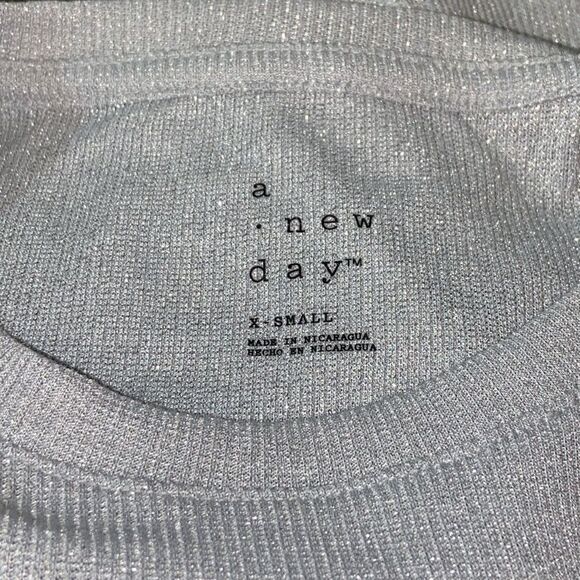 a
· new
day™
X-SMALL
MADE IN NICARAGUA
HECHO EN NICARAGUA